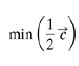 min (1/2 c⃗)